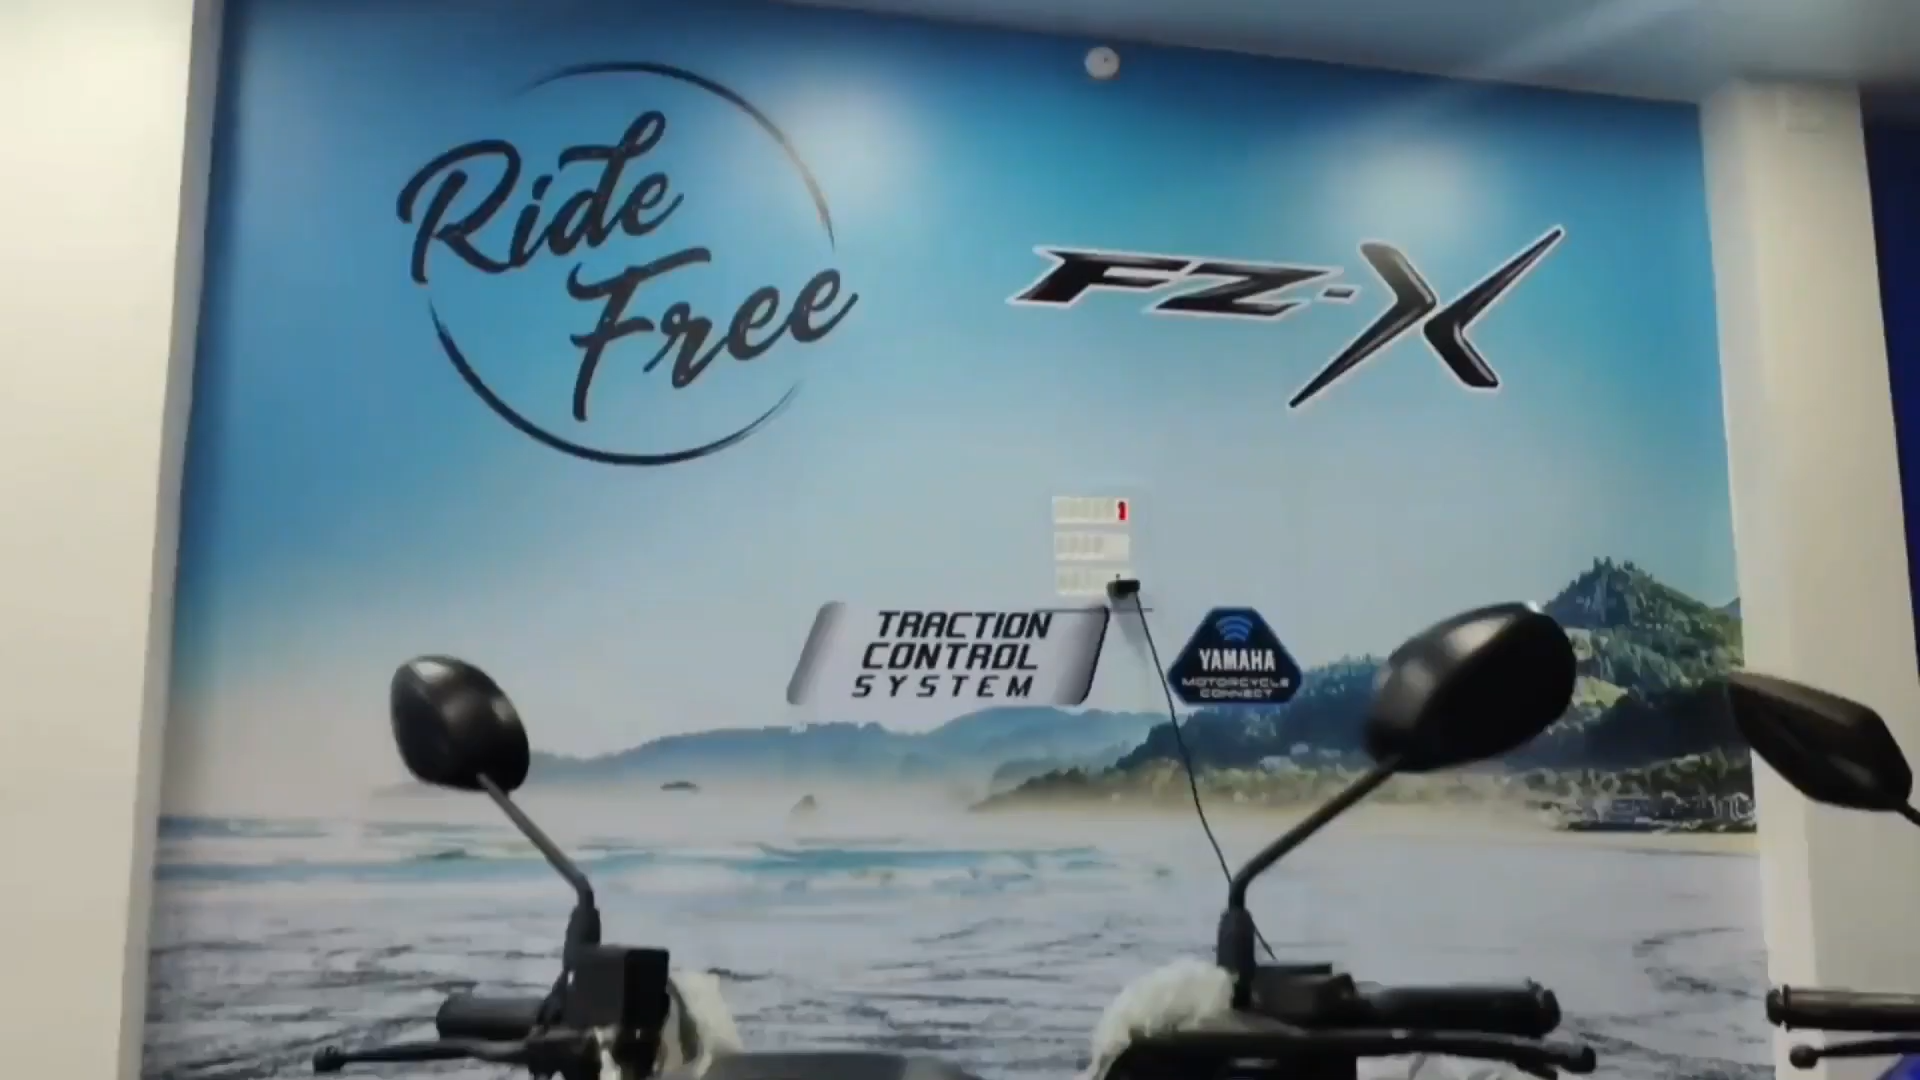 Ride
Free
FZ-X
TRACTION
CONTROL
SYSTEM
YAMAHA
MOTORCYCLE
CONNECT